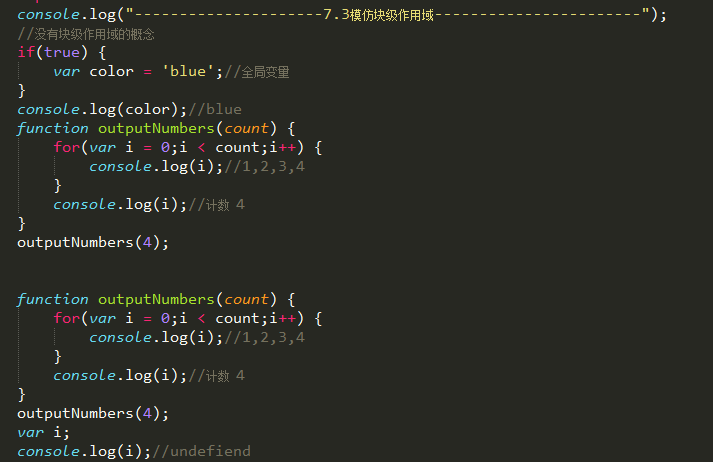 console.log("---------------------7.3模仿块级作用域-----------------------");
//没有块级作用域的概念
if(true) {
    var color = 'blue';//全局变量
}
console.log(color);//blue
function outputNumbers(count) {
    for(var i = 0;i < count;i++) {
        console.log(i);//1,2,3,4
    }
    console.log(i);//计数 4
}
outputNumbers(4);
function outputNumbers(count) {
    for(var i = 0;i < count;i++) {
        console.log(i);//1,2,3,4
    }
    console.log(i);//计数 4
}
outputNumbers(4);
var i;
console.log(i);//undefiend